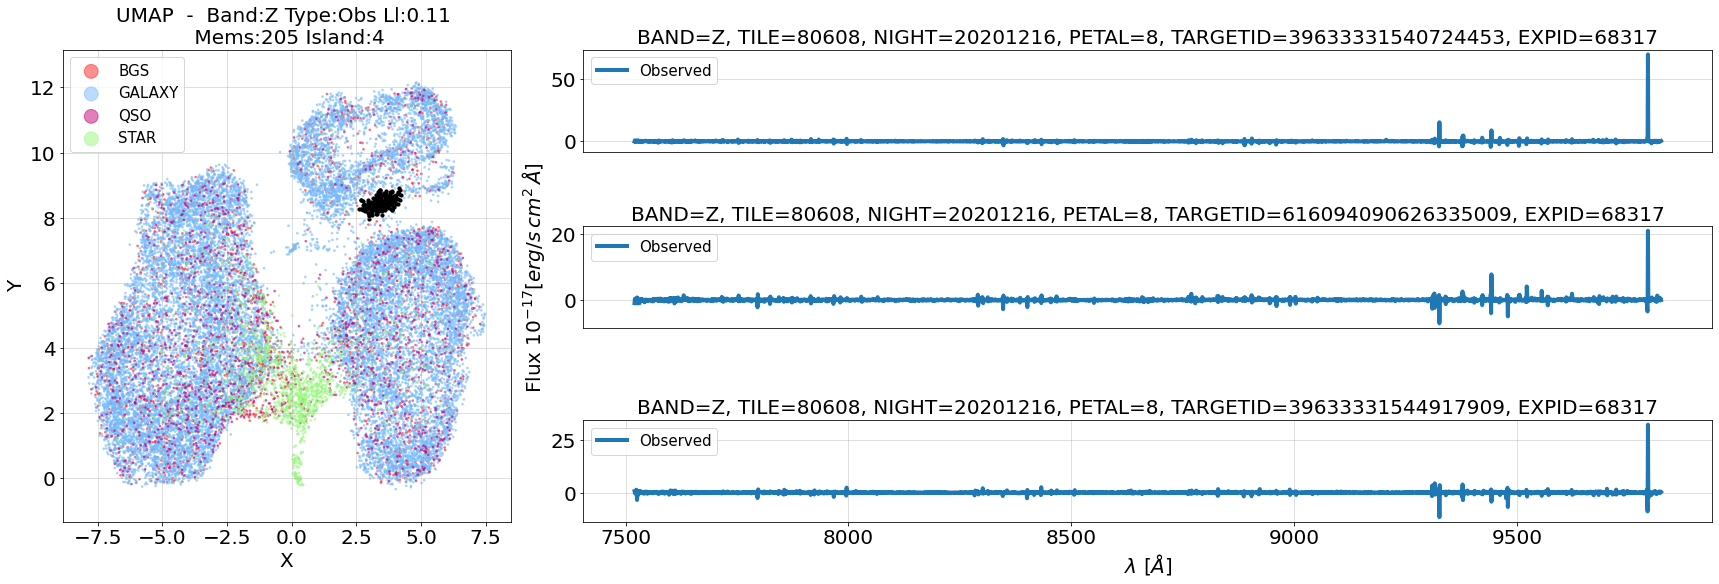 UMAP  -  Band:Z Type:Obs Ll:0.11
Mems:205 Island:4
BGS
GALAXY
QSO
STAR
12
10
8
6
4
2
0
Y
−7.5 −5.0 −2.5 0.0 2.5 5.0 7.5
X
Flux 10⁻¹⁷[erg/s cm² Å]
BAND=Z, TILE=80608, NIGHT=20201216, PETAL=8, TARGETID=39633331540724453, EXPID=68317
Observed
50
0
BAND=Z, TILE=80608, NIGHT=20201216, PETAL=8, TARGETID=616094090626335009, EXPID=68317
Observed
20
0
BAND=Z, TILE=80608, NIGHT=20201216, PETAL=8, TARGETID=39633331544917909, EXPID=68317
Observed
25
0
7500 8000 8500 9000 9500
λ [Å]